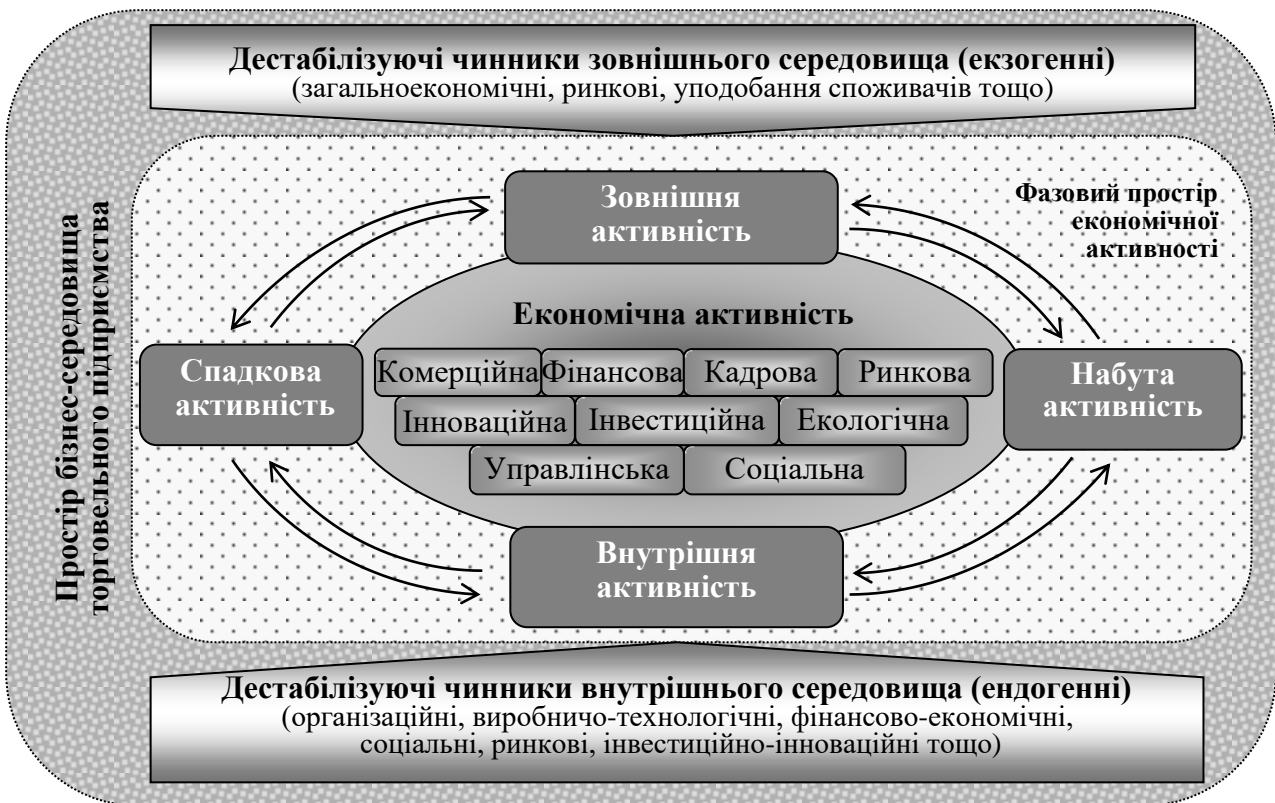 Дестабілізуючі чинники зовнішнього середовища (екзогенні)
(загальноекономічні, ринкові, уподобання споживачів тощо)
Простір бізнес-середовища
торговельного підприємства
Фазовий простір
економічної
активності
Зовнішня
активність
Економічна активність
Спадкова
активність
Комерційна Фінансова Кадрова Ринкова
Інноваційна Інвестиційна Екологічна
Управлінська Соціальна
Набута
активність
Внутрішня
активність
Дестабілізуючі чинники внутрішнього середовища (ендогенні)
(організаційні, виробничо-технологічні, фінансово-економічні,
соціальні, ринкові, інвестиційно-інноваційні тощо)